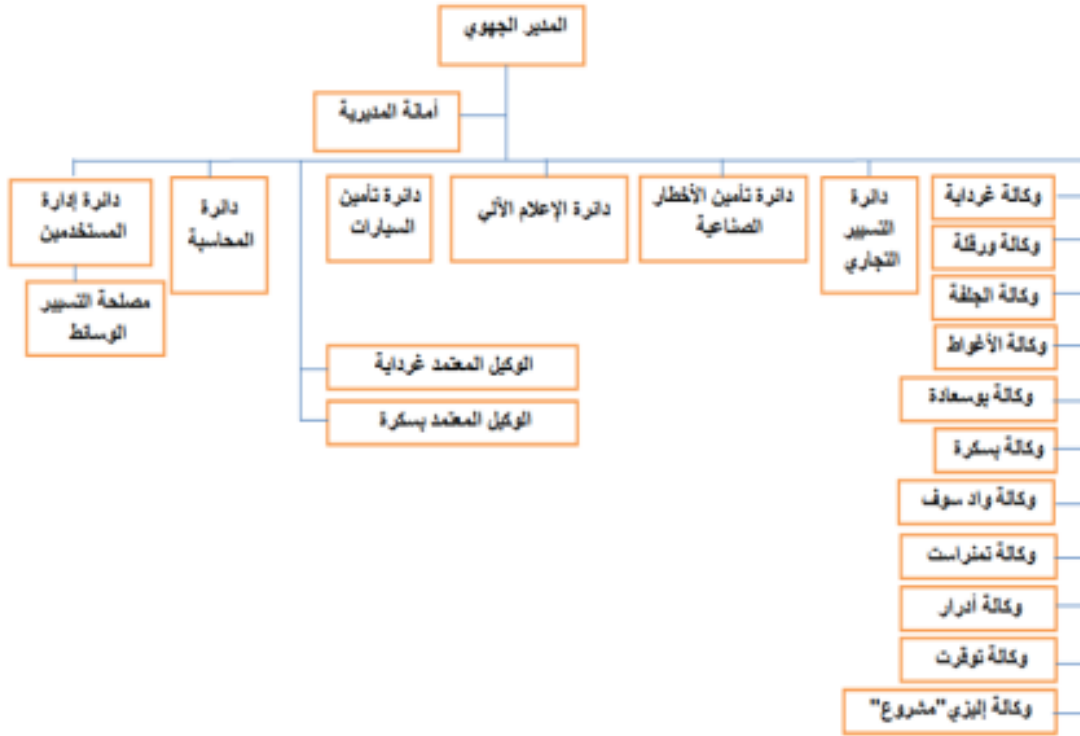 المدير الجهوي
أمانة المديرية
وكالة غرداية
دائرة
التسيير
التجاري
دائرة تأمين الأخطار
الصناعية
دائرة الإعلام الآلي
دائرة تأمين
السيارات
دائرة
المحاسبة
دائرة إدارة
المستخدمين
وكالة ورقلة
وكالة الجلفة
مصلحة التسيير
الوسائط
وكالة الأغواط
الوكيل المعتمد غرداية
وكالة بوسعادة
الوكيل المعتمد بسكرة
وكالة بسكرة
وكالة واد سوف
وكالة تمنراست
وكالة أدرار
وكالة توقرت
وكالة إليزي"مشروع"